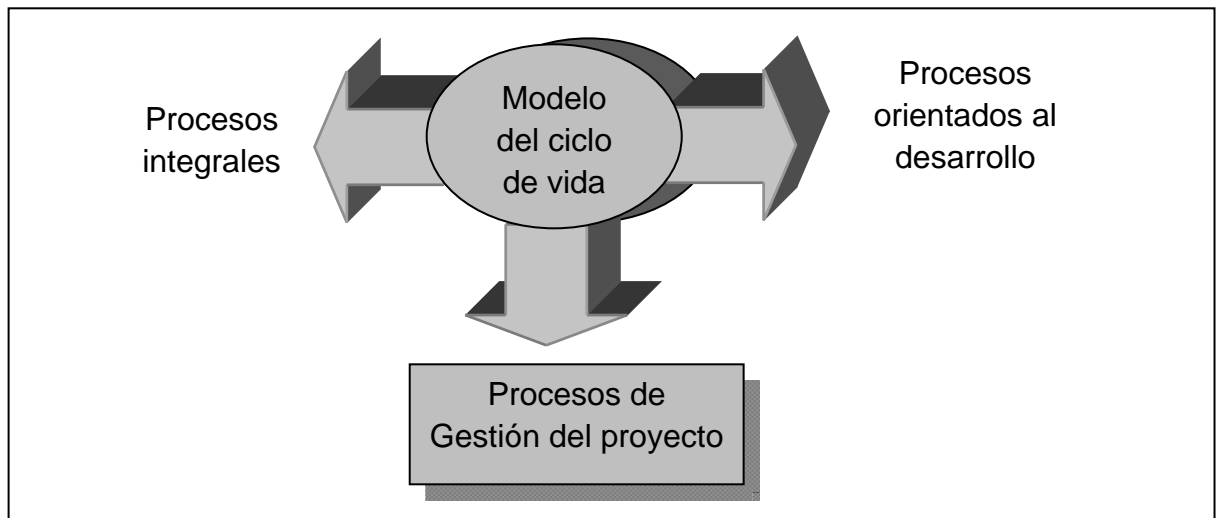 Procesos
integrales
Modelo
del ciclo
de vida
Procesos
orientados al
desarrollo
Procesos de
Gestión del proyecto